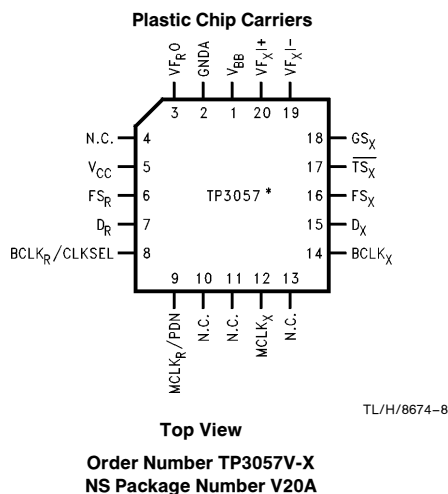 Plastic Chip Carriers
VFRO GNDA VBB VFXI+ VFXI-
3 2 1 20 19
N.C. 4 18 GSX
VCC 5 17 TSX
FSR 6 TP3057* 16 FSX
DR 7 15 DX
BCLKR/CLKSEL 8 14 BCLKX
9 10 11 12 13
MCLKR/PDN N.C. N.C. MCLKX N.C.
TL/H/8674–8
Top View
Order Number TP3057V-X
NS Package Number V20A